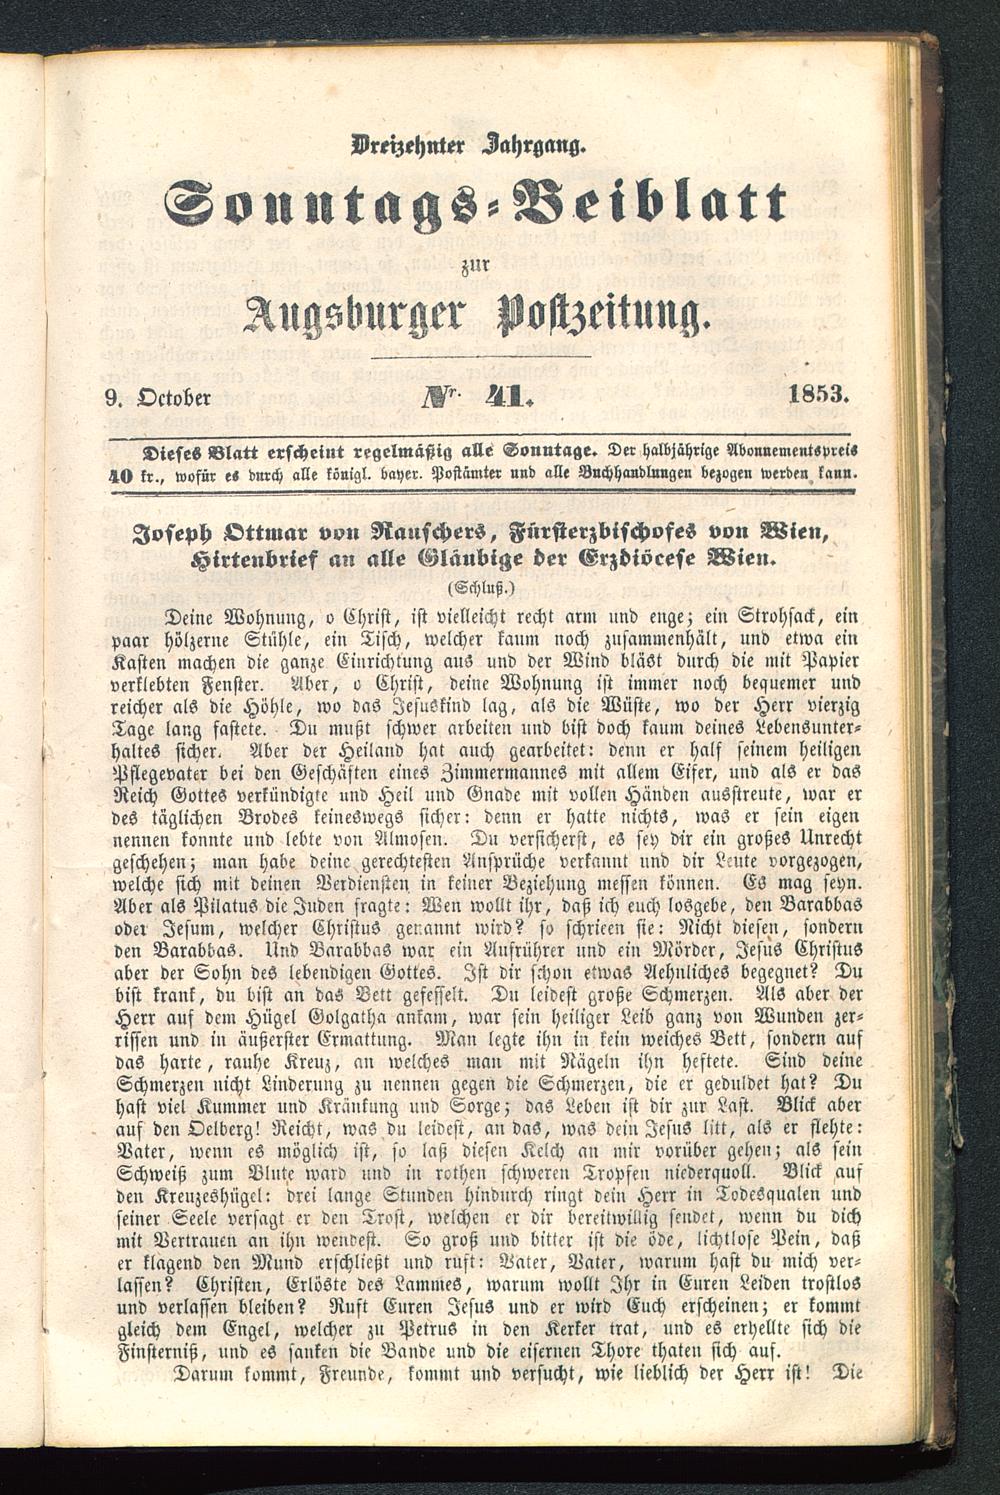 Dreizehnter Jahrgang.
Sonntags-Beiblatt
zur
Augsburger Postzeitung.
9. October Nr. 41. 1853.
Dieses Blatt erscheint regelmäßig alle Sonntage. Der halbjährige Abonnementspreis
40 kr., wofür es durch alle königl. bayer. Postämter und alle Buchhandlungen bezogen werden kann.
Joseph Ottmar von Rauschers, Fürsterzbischofes von Wien,
Hirtenbrief an alle Gläubige der Erzdiöcese Wien.
(Schluß.)
Deine Wohnung, o Christ, ist vielleicht recht arm und enge; ein Strohsack, ein
paar hölzerne Stühle, ein Tisch, welcher kaum noch zusammenhält, und etwa ein
Kasten machen die ganze Einrichtung aus und der Wind bläst durch die mit Papier
verklebten Fenster. Aber, o Christ, deine Wohnung ist immer noch bequemer und
reicher als die Höhle, wo das Jesuskind lag, als die Wüste, wo der Herr vierzig
Tage lang fastete. Du mußt schwer arbeiten und bist doch kaum deines Lebensunter-
haltes sicher. Aber der Heiland hat auch gearbeitet: denn er half seinem heiligen
Pflegevater bei den Geschäften eines Zimmermannes mit allem Eifer, und als er das
Reich Gottes verkündigte und Heil und Gnade mit vollen Händen ausstreute, war er
des täglichen Brodes keineswegs sicher: denn er hatte nichts, was er sein eigen
nennen konnte und lebte von Almosen. Du versicherst, es sey dir ein großes Unrecht
geschehen; man habe deine gerechtesten Ansprüche verkannt und dir Leute vorgezogen,
welche sich mit deinen Verdiensten in keiner Beziehung messen können. Es mag seyn.
Aber als Pilatus die Juden fragte: Wen wollt ihr, daß ich euch losgebe, den Barabbas
oder Jesum, welcher Christus genannt wird? so schrieen sie: Nicht diesen, sondern
den Barabbas. Und Barabbas war ein Aufrührer und ein Mörder, Jesus Christus
aber der Sohn des lebendigen Gottes. Ist dir schon etwas Aehnliches begegnet? Du
bist krank, du bist an das Bett gefesselt. Du leidest große Schmerzen. Als aber der
Herr auf dem Hügel Golgatha ankam, war sein heiliger Leib ganz von Wunden zer-
rissen und in äußerster Ermattung. Man legte ihn in kein weiches Bett, sondern auf
das harte, rauhe Kreuz, an welches man mit Nägeln ihn heftete. Sind deine
Schmerzen nicht Linderung zu nennen gegen die Schmerzen, die er geduldet hat? Du
hast viel Kummer und Kränkung und Sorge; das Leben ist dir zur Last. Blick aber
auf den Oelberg! Reicht, was du leidest, an das, was dein Jesus litt, als er flehte:
Vater, wenn es möglich ist, so laß diesen Kelch an mir vorüber gehen; als sein
Schweiß zum Blute ward und in rothen schweren Tropfen niederquoll. Blick auf
den Kreuzeshügel: drei lange Stunden hindurch ringt dein Herr in Todesqualen und
seiner Seele versagt er den Trost, welchen er dir bereitwillig sendet, wenn du dich
mit Vertrauen an ihn wendest. So groß und bitter ist die öde, lichtlose Pein, daß
er klagend den Mund erschließt und ruft: Vater, Vater, warum hast du mich ver-
lassen? Christen, Erlöste des Lammes, warum wollt Ihr in Euren Leiden trostlos
und verlassen bleiben? Ruft Euren Jesus und er wird Euch erscheinen; er kommt
gleich dem Engel, welcher zu Petrus in den Kerker trat, und es erhellte sich die
Finsterniß, und es sanken die Bande und die eisernen Thore thaten sich auf.
Darum kommt, Freunde, kommt und versucht, wie lieblich der Herr ist! Die